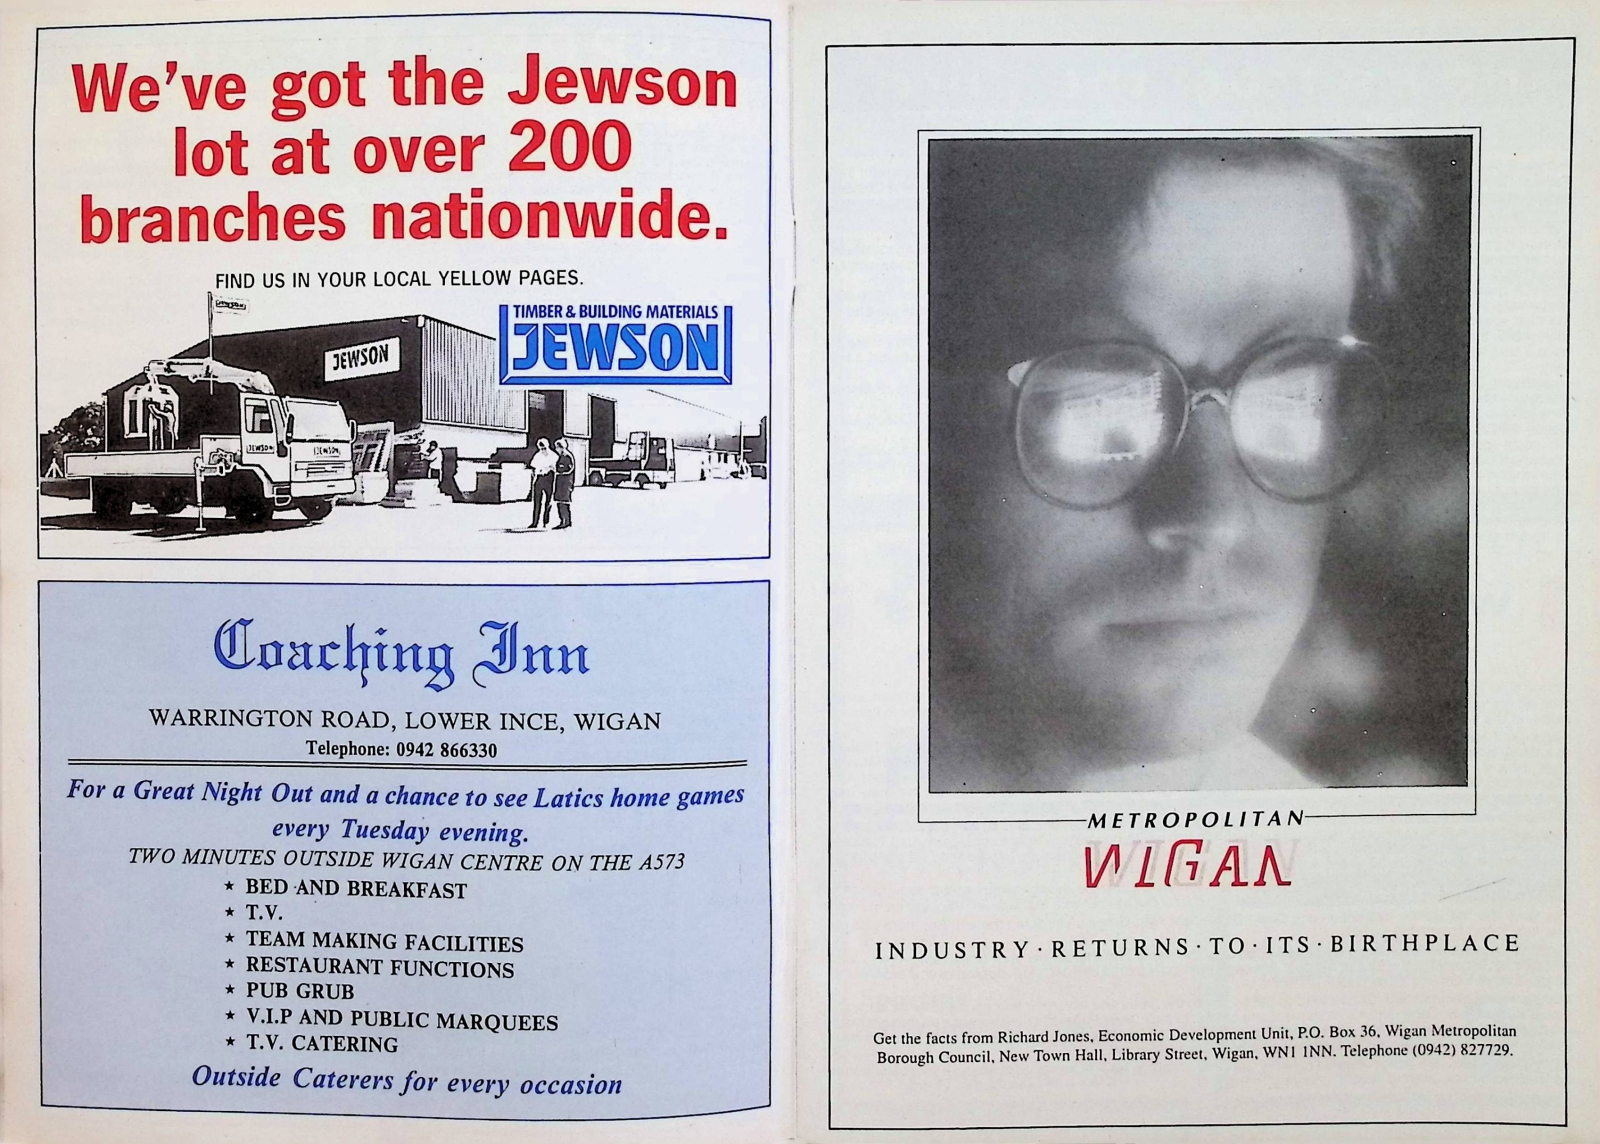 We've got the Jewson
lot at over 200
branches nationwide.
FIND US IN YOUR LOCAL YELLOW PAGES.
TIMBER & BUILDING MATERIALS
JEWSON
JEWSON
JEWSON
JEWSON
JEWSON
Coaching Inn
WARRINGTON ROAD, LOWER INCE, WIGAN
Telephone: 0942 866330
For a Great Night Out and a chance to see Latics home games
every Tuesday evening.
TWO MINUTES OUTSIDE WIGAN CENTRE ON THE A573
★ BED AND BREAKFAST
★ T.V.
★ TEAM MAKING FACILITIES
★ RESTAURANT FUNCTIONS
★ PUB GRUB
★ V.I.P AND PUBLIC MARQUEES
★ T.V. CATERING
Outside Caterers for every occasion
METROPOLITAN
WIGAN
INDUSTRY·RETURNS·TO·ITS·BIRTHPLACE
Get the facts from Richard Jones, Economic Development Unit, P.O. Box 36, Wigan Metropolitan
Borough Council, New Town Hall, Library Street, Wigan, WN1 1NN. Telephone (0942) 827729.